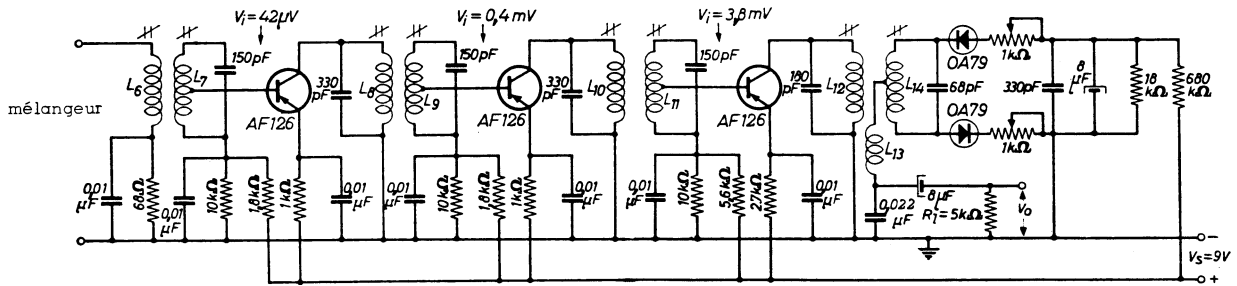 Vi = 42 µV
Vi = 0,4 mV
Vi = 3,8 mV
150pF
150pF
150pF
OA79
1kΩ
L6
L7
330 pF
L8
L9
330 pF
L10
L11
180 pF
L12
L14
68pF
330pF
8 µF
18 kΩ
680 kΩ
mélangeur
AF126
AF126
AF126
OA79
1kΩ
L13
0,01 µF
68Ω
0,01 µF
10kΩ
1,8kΩ
1kΩ
0,01 µF
0,01 µF
10kΩ
1,8kΩ
1kΩ
0,01 µF
0,01 µF
10kΩ
5,6kΩ
2,7kΩ
0,01 µF
0,022 µF
8µF
Rl = 5kΩ
Vo
−
Vs = 9V
+